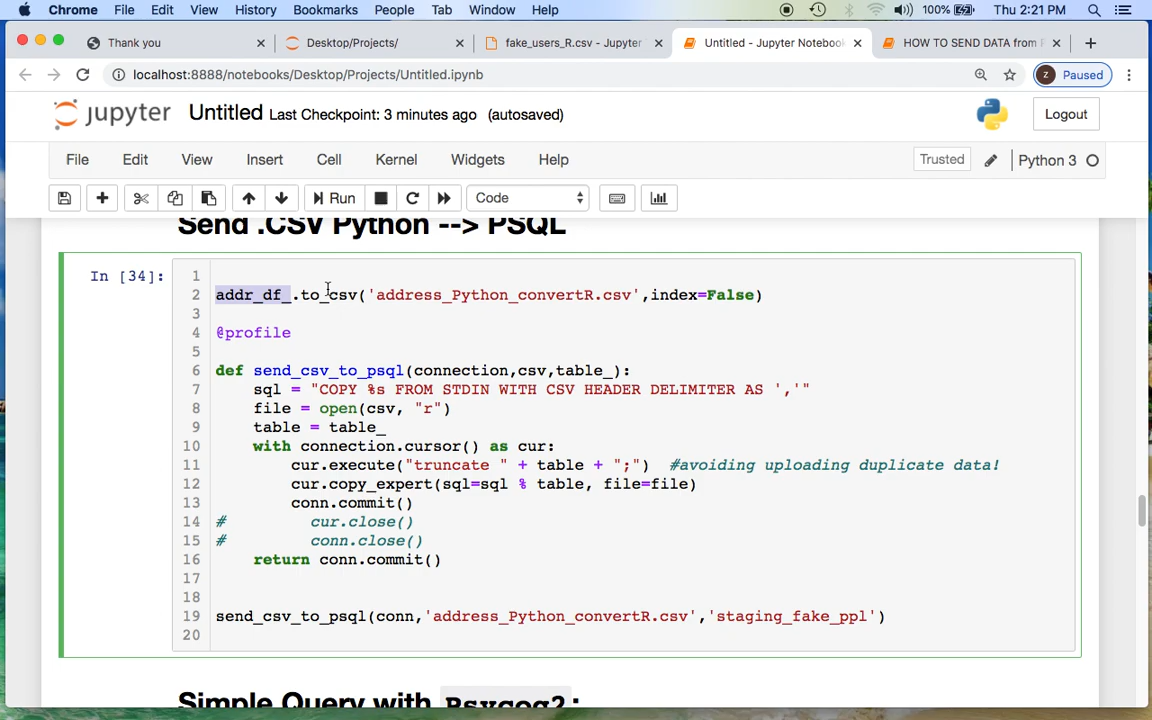 Chrome File Edit View History Bookmarks People Tab Window Help 100% Thu 2:21 PM
Thank you Desktop/Projects/ fake_users_R.csv - Jupyter Untitled - Jupyter Notebook HOW TO SEND DATA from P
localhost:8888/notebooks/Desktop/Projects/Untitled.ipynb z Paused
jupyter Untitled Last Checkpoint: 3 minutes ago (autosaved) Logout
File Edit View Insert Cell Kernel Widgets Help Trusted Python 3
Run Code
Send .CSV Python --> PSQL
In [34]:
1
2 addr_df_.to_csv('address_Python_convertR.csv',index=False)
3
4 @profile
5
6 def send_csv_to_psql(connection,csv,table_):
7 sql = "COPY %s FROM STDIN WITH CSV HEADER DELIMITER AS ','"
8 file = open(csv, "r")
9 table = table_
10 with connection.cursor() as cur:
11 cur.execute("truncate " + table + ";") #avoiding uploading duplicate data!
12 cur.copy_expert(sql=sql % table, file=file)
13 conn.commit()
14 # cur.close()
15 # conn.close()
16 return conn.commit()
17
18
19 send_csv_to_psql(conn,'address_Python_convertR.csv','staging_fake_ppl')
20
Simple Query with Psycog2: